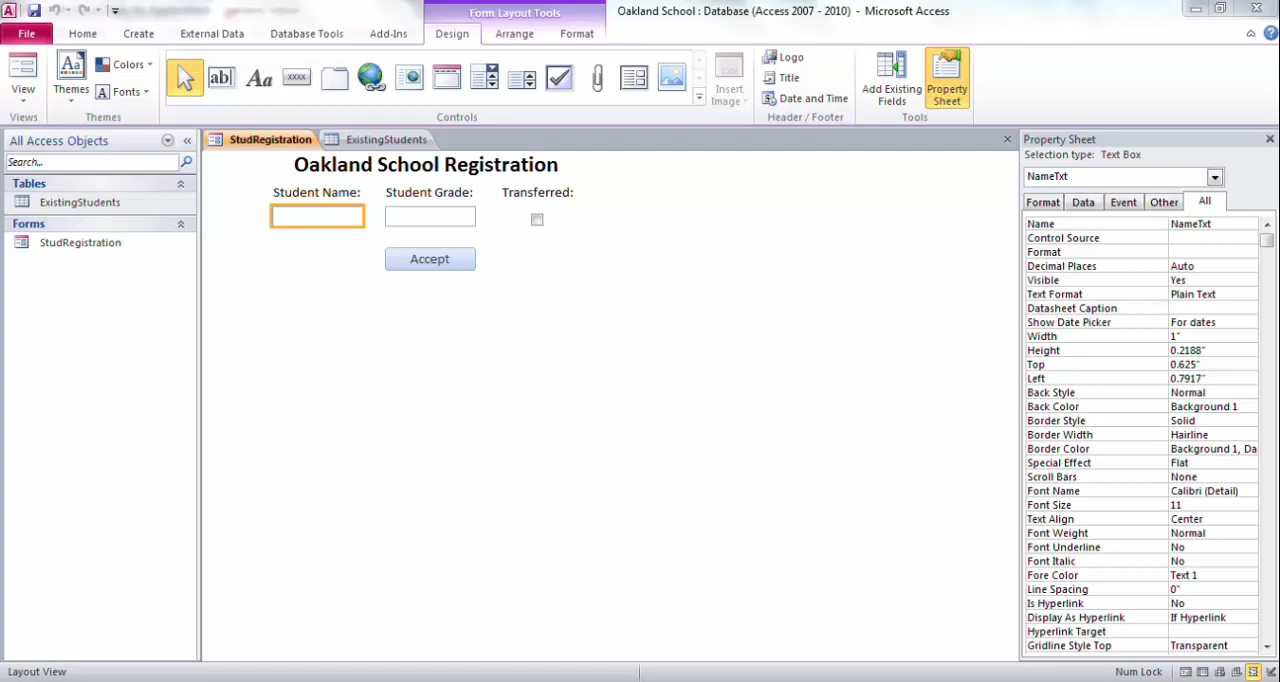 Form Layout Tools
Oakland School : Database (Access 2007 - 2010) - Microsoft Access
File Home Create External Data Database Tools Add-Ins Design Arrange Format
View
Views
Themes
Colors
Fonts
Themes
ab|
Aa
xxxx
Controls
Insert
Image
Logo
Title
Date and Time
Header / Footer
Add Existing
Fields
Property
Sheet
Tools
All Access Objects
Search...
Tables
ExistingStudents
Forms
StudRegistration
StudRegistration ExistingStudents
Oakland School Registration
Student Name: Student Grade: Transferred:
Accept
Property Sheet
Selection type: Text Box
NameTxt
Format Data Event Other All
Name NameTxt
Control Source
Format
Decimal Places Auto
Visible Yes
Text Format Plain Text
Datasheet Caption
Show Date Picker For dates
Width 1"
Height 0.2188"
Top 0.625"
Left 0.7917"
Back Style Normal
Back Color Background 1
Border Style Solid
Border Width Hairline
Border Color Background 1, Da
Special Effect Flat
Scroll Bars None
Font Name Calibri (Detail)
Font Size 11
Text Align Center
Font Weight Normal
Font Underline No
Font Italic No
Fore Color Text 1
Line Spacing 0"
Is Hyperlink No
Display As Hyperlink If Hyperlink
Hyperlink Target
Gridline Style Top Transparent
Layout View
Num Lock